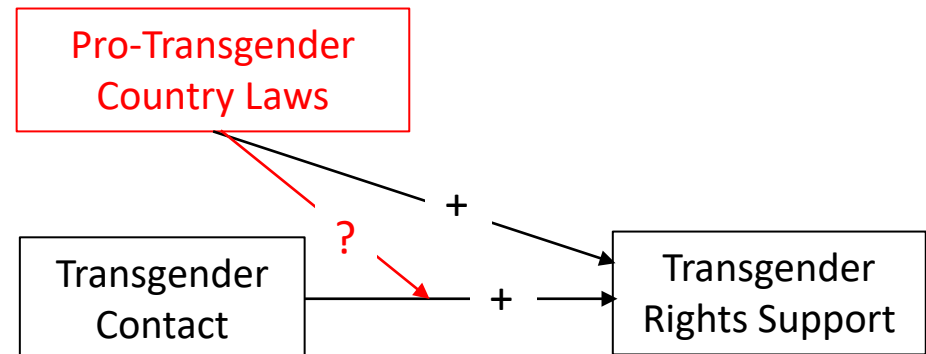 Pro-Transgender
Country Laws
+
?
Transgender
Contact
+
Transgender
Rights Support